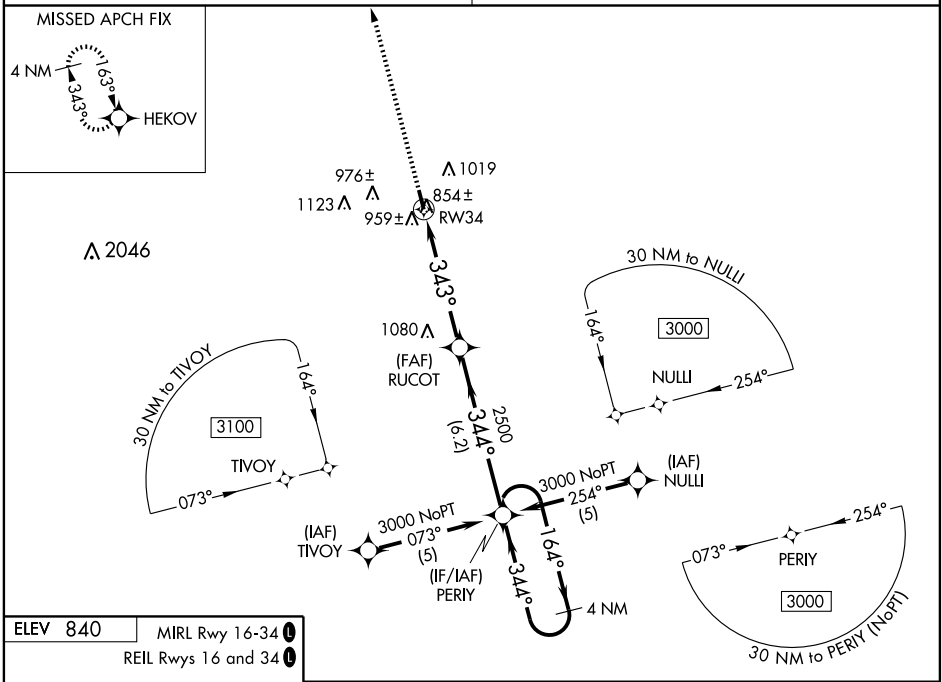 MISSED APCH FIX
4 NM
163°
343°
HEKOV
976±
1019
1123
854±
959±
RW34
2046
343°
30 NM to NULLI
164°
3000
NULLI
254°
1080
(FAF)
RUCOT
30 NM to TIVOY
164°
3100
TIVOY
073°
344°
2500
(6.2)
(IAF)
NULLI
3000 NoPT
254°
(5)
(IAF)
TIVOY
3000 NoPT
073°
(5)
(IF/IAF)
PERIY
344°
164°
4 NM
073°
254°
PERIY
3000
30 NM to PERIY (NoPT)
ELEV 840
MIRL Rwy 16-34 L
REIL Rwys 16 and 34 L